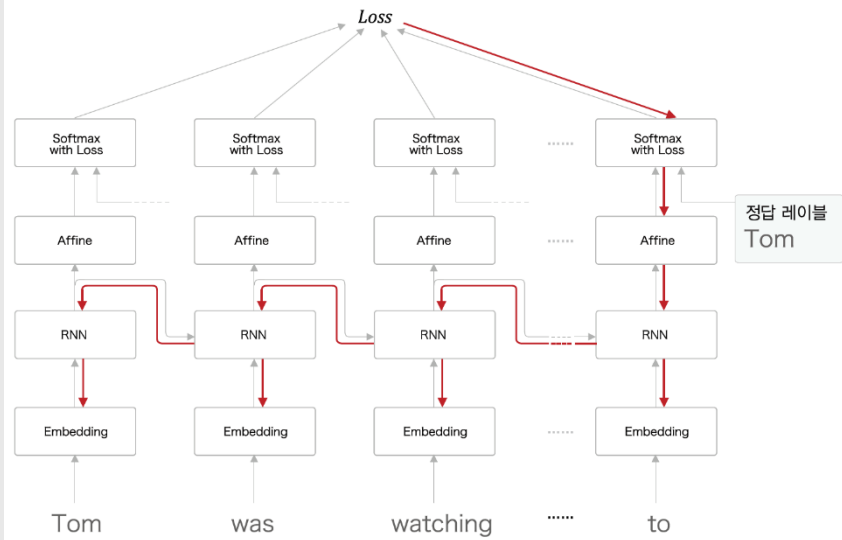 Loss
Softmax
with Loss
Softmax
with Loss
Softmax
with Loss
......
Softmax
with Loss
정답 레이블
Tom
Affine
Affine
Affine
......
Affine
RNN
RNN
RNN
RNN
Embedding
Embedding
Embedding
......
Embedding
Tom
was
watching
......
to